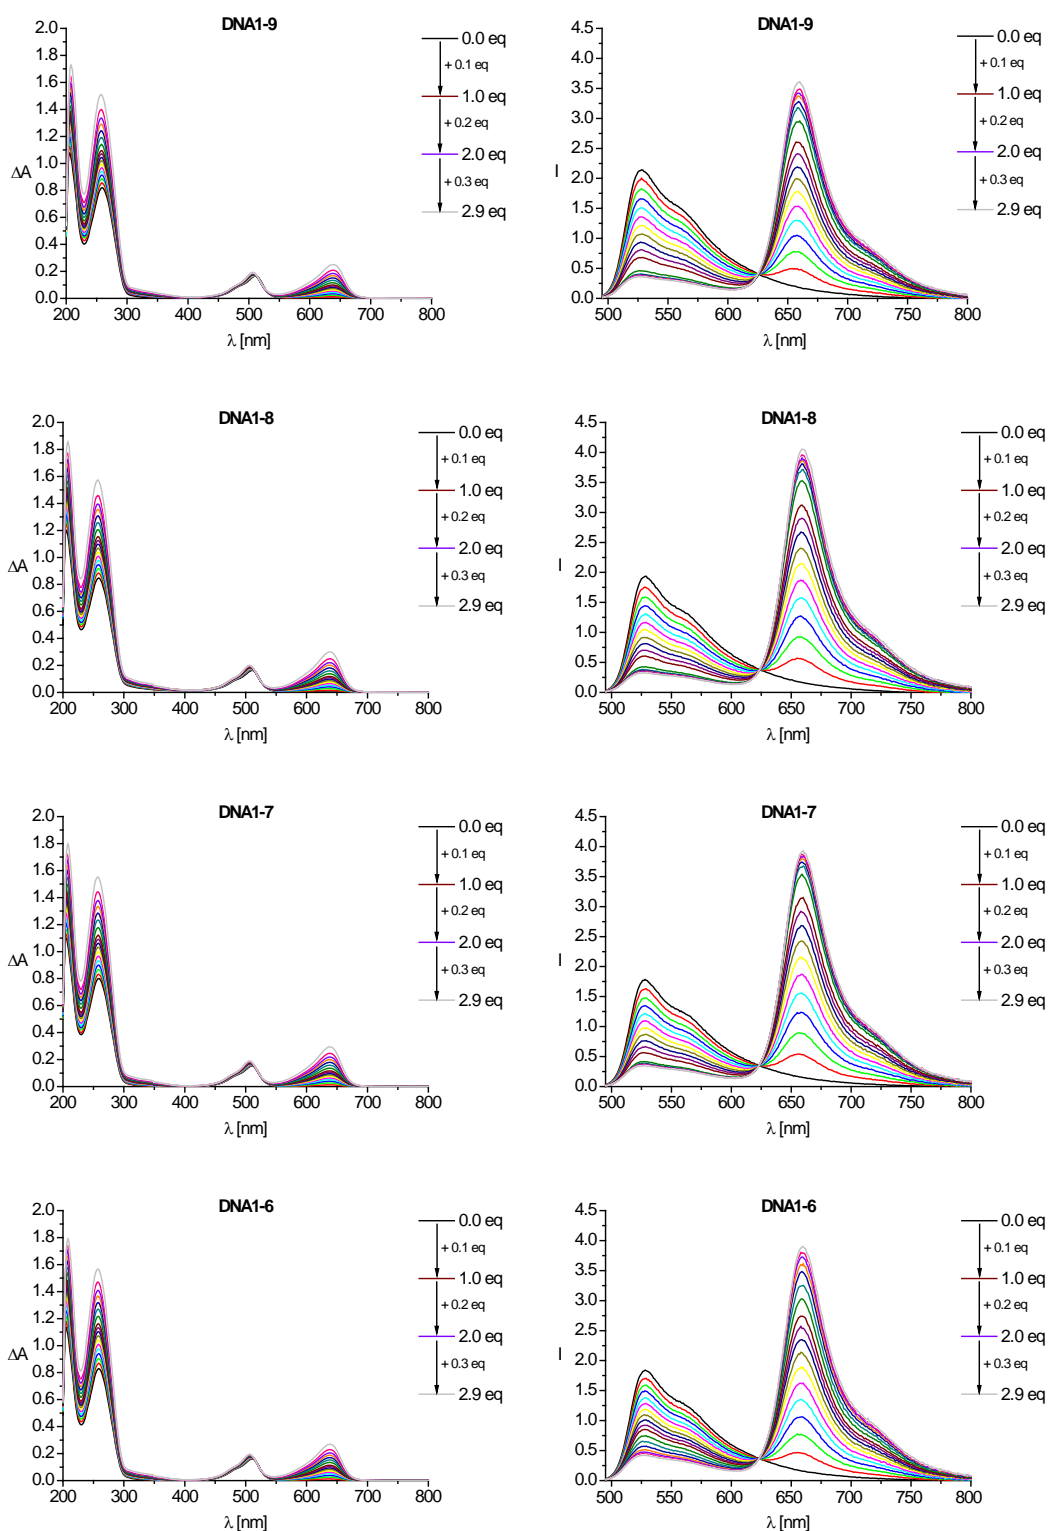 DNA1-9
2.0
1.8
1.6
1.4
1.2
1.0
0.8
0.6
0.4
0.2
0.0
ΔA
200 300 400 500 600 700 800
λ [nm]
0.0 eq
+ 0.1 eq
1.0 eq
+ 0.2 eq
2.0 eq
+ 0.3 eq
2.9 eq
DNA1-9
4.5
4.0
3.5
3.0
2.5
2.0
1.5
1.0
0.5
0.0
I
500 550 600 650 700 750 800
λ [nm]
0.0 eq
+ 0.1 eq
1.0 eq
+ 0.2 eq
2.0 eq
+ 0.3 eq
2.9 eq
DNA1-8
2.0
1.8
1.6
1.4
1.2
1.0
0.8
0.6
0.4
0.2
0.0
ΔA
200 300 400 500 600 700 800
λ [nm]
0.0 eq
+ 0.1 eq
1.0 eq
+ 0.2 eq
2.0 eq
+ 0.3 eq
2.9 eq
DNA1-8
4.5
4.0
3.5
3.0
2.5
2.0
1.5
1.0
0.5
0.0
I
500 550 600 650 700 750 800
λ [nm]
0.0 eq
+ 0.1 eq
1.0 eq
+ 0.2 eq
2.0 eq
+ 0.3 eq
2.9 eq
DNA1-7
2.0
1.8
1.6
1.4
1.2
1.0
0.8
0.6
0.4
0.2
0.0
ΔA
200 300 400 500 600 700 800
λ [nm]
0.0 eq
+ 0.1 eq
1.0 eq
+ 0.2 eq
2.0 eq
+ 0.3 eq
2.9 eq
DNA1-7
4.5
4.0
3.5
3.0
2.5
2.0
1.5
1.0
0.5
0.0
I
500 550 600 650 700 750 800
λ [nm]
0.0 eq
+ 0.1 eq
1.0 eq
+ 0.2 eq
2.0 eq
+ 0.3 eq
2.9 eq
DNA1-6
2.0
1.8
1.6
1.4
1.2
1.0
0.8
0.6
0.4
0.2
0.0
ΔA
200 300 400 500 600 700 800
λ [nm]
0.0 eq
+ 0.1 eq
1.0 eq
+ 0.2 eq
2.0 eq
+ 0.3 eq
2.9 eq
DNA1-6
4.5
4.0
3.5
3.0
2.5
2.0
1.5
1.0
0.5
0.0
I
500 550 600 650 700 750 800
λ [nm]
0.0 eq
+ 0.1 eq
1.0 eq
+ 0.2 eq
2.0 eq
+ 0.3 eq
2.9 eq